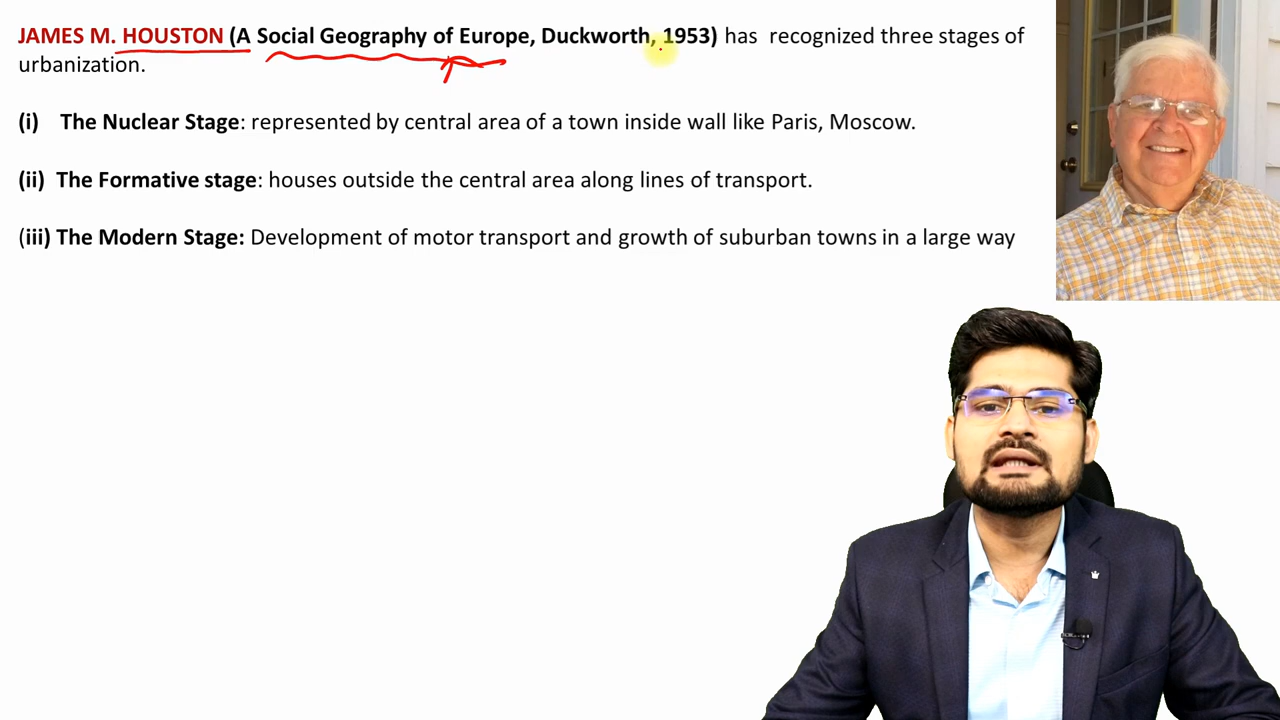 JAMES M. HOUSTON (A Social Geography of Europe, Duckworth, 1953) has recognized three stages of
urbanization.
(i) The Nuclear Stage: represented by central area of a town inside wall like Paris, Moscow.
(ii) The Formative stage: houses outside the central area along lines of transport.
(iii) The Modern Stage: Development of motor transport and growth of suburban towns in a large way